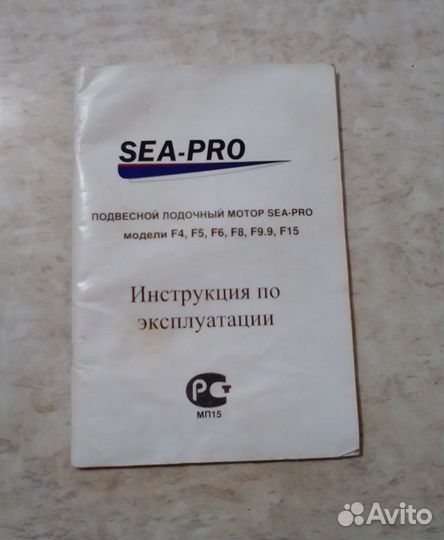 SEA-PRO
ПОДВЕСНОЙ ЛОДОЧНЫЙ МОТОР SEA-PRO
модели F4, F5, F6, F8, F9.9, F15
Инструкция по
эксплуатации
РСТ
МП15
Avito